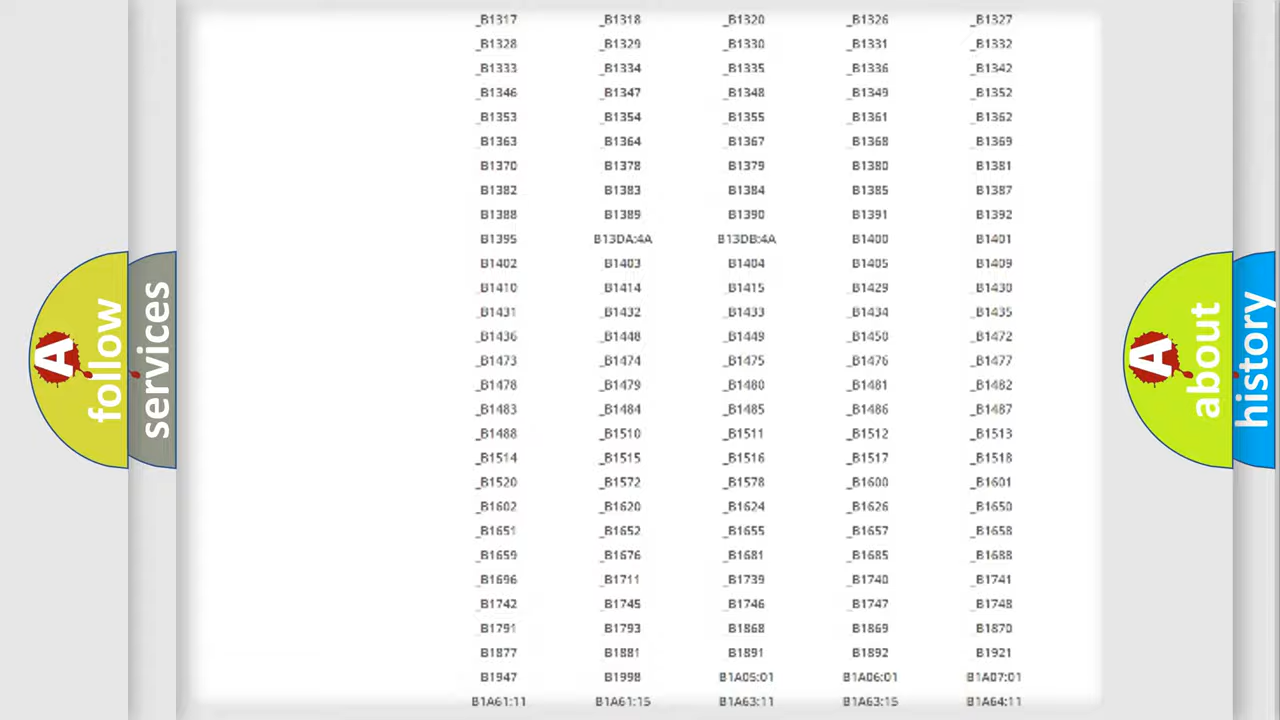 _B1317 _B1318 _B1320 _B1326 _B1327
_B1328 _B1329 _B1330 _B1331 _B1332
_B1333 _B1334 _B1335 _B1336 _B1342
_B1346 _B1347 _B1348 _B1349 _B1352
_B1353 _B1354 _B1355 _B1361 _B1362
_B1363 _B1364 _B1367 _B1368 _B1369
B1370 B1378 B1379 B1380 B1381
B1382 B1383 B1384 B1385 B1387
B1388 B1389 B1390 B1391 B1392
B1395 B13DA:4A B13DB:4A B1400 B1401
B1402 B1403 B1404 B1405 B1409
B1410 B1414 B1415 B1429 B1430
_B1431 _B1432 _B1433 _B1434 _B1435
_B1436 _B1448 _B1449 _B1450 _B1472
_B1473 _B1474 _B1475 _B1476 _B1477
_B1478 _B1479 _B1480 _B1481 _B1482
_B1483 _B1484 _B1485 _B1486 _B1487
_B1488 _B1510 _B1511 _B1512 _B1513
_B1514 _B1515 _B1516 _B1517 _B1518
_B1520 _B1572 _B1578 _B1600 _B1601
_B1602 _B1620 _B1624 _B1626 _B1650
_B1651 _B1652 _B1655 _B1657 _B1658
_B1659 _B1676 _B1681 _B1685 _B1688
_B1696 _B1711 _B1739 _B1740 _B1741
_B1742 _B1745 _B1746 _B1747 _B1748
_B1791 B1793 B1868 B1869 B1870
B1877 B1881 B1891 B1892 B1921
B1947 B1998 B1A05:01 B1A06:01 B1A07:01
B1A61:11 B1A61:15 B1A63:11 B1A63:15 B1A64:11
A
follow
services
A
about
history